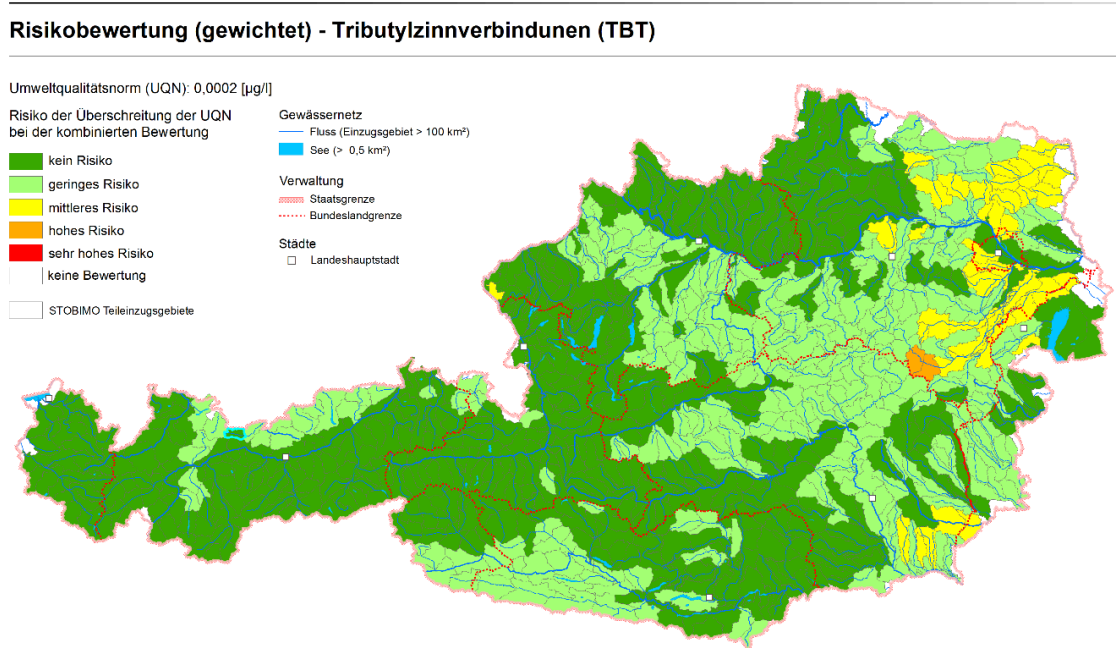 Risikobewertung (gewichtet) - Tributylzinnverbindunen (TBT)
Umweltqualitätsnorm (UQN): 0,0002 [µg/l]
Risiko der Überschreitung der UQN
bei der kombinierten Bewertung
kein Risiko
geringes Risiko
mittleres Risiko
hohes Risiko
sehr hohes Risiko
keine Bewertung
STOBIMO Teileinzugsgebiete
Gewässernetz
Fluss (Einzugsgebiet > 100 km²)
See (> 0,5 km²)
Verwaltung
Staatsgrenze
Bundeslandgrenze
Städte
Landeshauptstadt